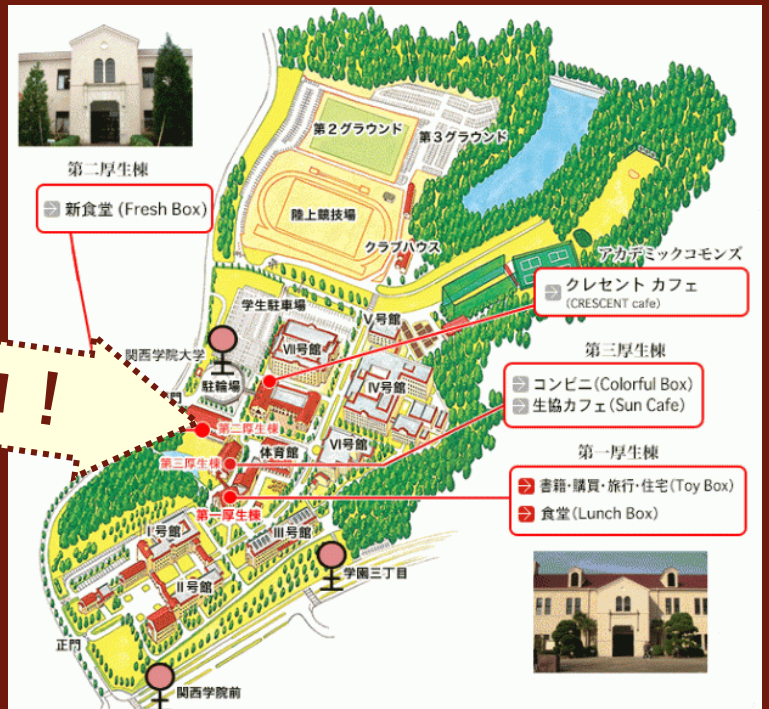 第2グラウンド
第3グラウンド
第二厚生棟
新食堂 (Fresh Box)
陸上競技場
クラブハウス
アカデミックコモンズ
クレセント カフェ
(CRESCENT cafe)
学生駐車場
Ⅴ号館
関西学院大学
Ⅶ号館
第三厚生棟
コンビニ(Colorful Box)
生協カフェ(Sun Cafe)
駐輪場
Ⅳ号館
！
門
第二厚生棟
体育館
Ⅵ号館
第三厚生棟
第一厚生棟
書籍・購買・旅行・住宅(Toy Box)
食堂 (Lunch Box)
第一厚生棟
Ⅰ号館
Ⅲ号館
Ⅱ号館
学園三丁目
正門
関西学院前